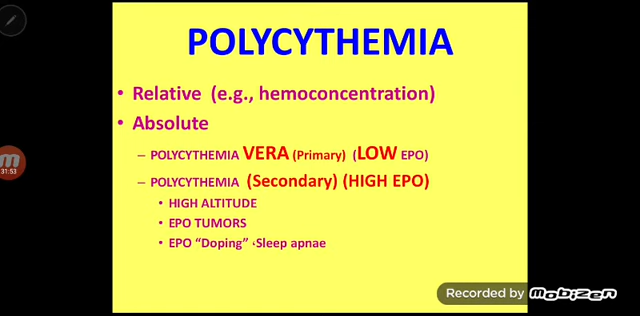 POLYCYTHEMIA
• Relative (e.g., hemoconcentration)
• Absolute
– POLYCYTHEMIA VERA (Primary) (LOW EPO)
– POLYCYTHEMIA (Secondary) (HIGH EPO)
• HIGH ALTITUDE
• EPO TUMORS
• EPO “Doping” ،Sleep apnae
31:53
Recorded by Mobizen